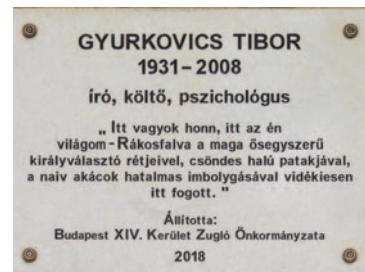 GYURKOVICS TIBOR
1931–2008
író, költő, pszichológus
„ Itt vagyok honn, itt az én
világom-Rákosfalva a maga ősegyszerű
királyválasztó rétjeivel, csöndes halú patakjával,
a naiv akácok hatalmas imbolygásával vidékiesen
itt fogott. "
Állította:
Budapest XIV. Kerület Zugló Önkormányzata
2018